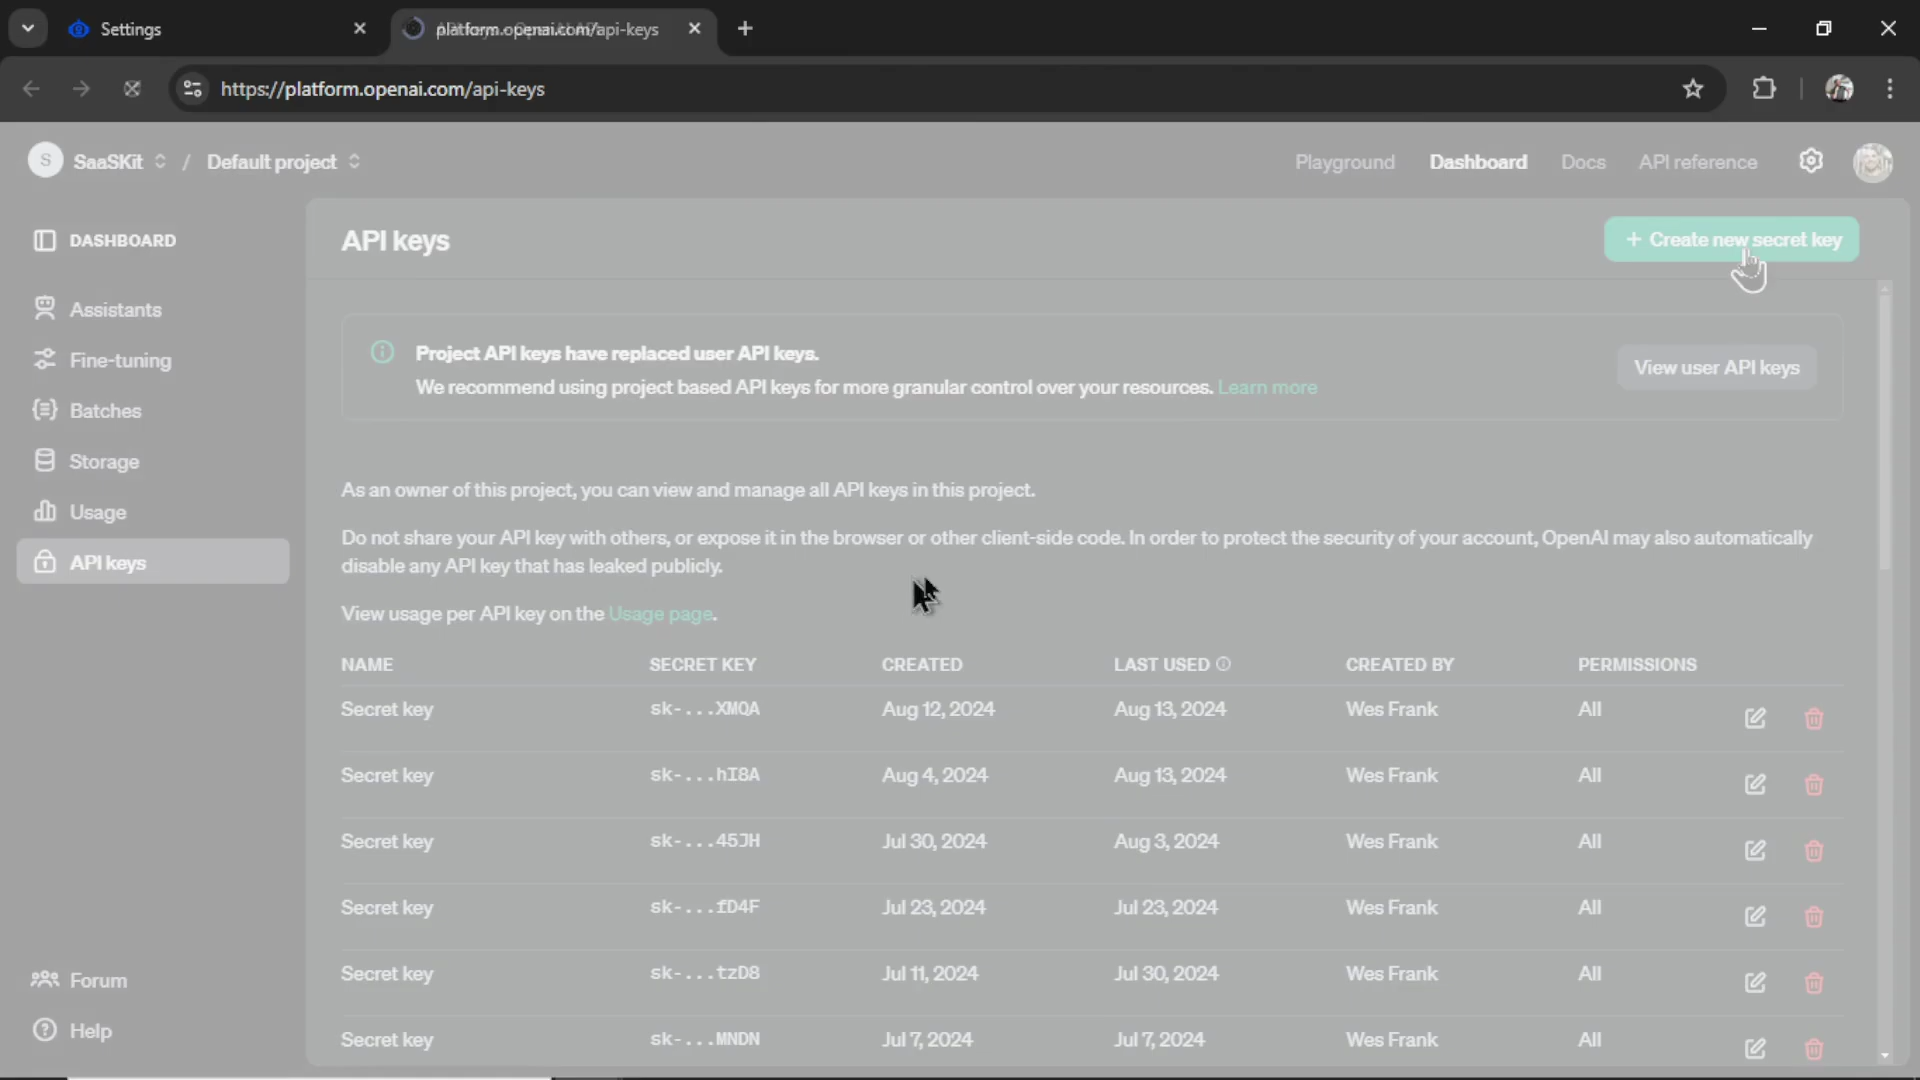 Settings
https://platform.openai.com/api-keys
S SaaSKit / Default project
Playground Dashboard Docs API reference
DASHBOARD
Assistants
Fine-tuning
Batches
Storage
Usage
API keys
Forum
Help
API keys
+ Create new secret key
Project API keys have replaced user API keys.
We recommend using project based API keys for more granular control over your resources. Learn more
View user API keys
As an owner of this project, you can view and manage all API keys in this project.
Do not share your API key with others, or expose it in the browser or other client-side code. In order to protect the security of your account, OpenAI may also automatically
disable any API key that has leaked publicly.
View usage per API key on the Usage page.
NAME SECRET KEY CREATED LAST USED CREATED BY PERMISSIONS
Secret key sk-...XMQA Aug 12, 2024 Aug 13, 2024 Wes Frank All
Secret key sk-...hI8A Aug 4, 2024 Aug 13, 2024 Wes Frank All
Secret key sk-...45JH Jul 30, 2024 Aug 3, 2024 Wes Frank All
Secret key sk-...fD4F Jul 23, 2024 Jul 23, 2024 Wes Frank All
Secret key sk-...tzD8 Jul 11, 2024 Jul 30, 2024 Wes Frank All
Secret key sk-...MNDN Jul 7, 2024 Jul 7, 2024 Wes Frank All